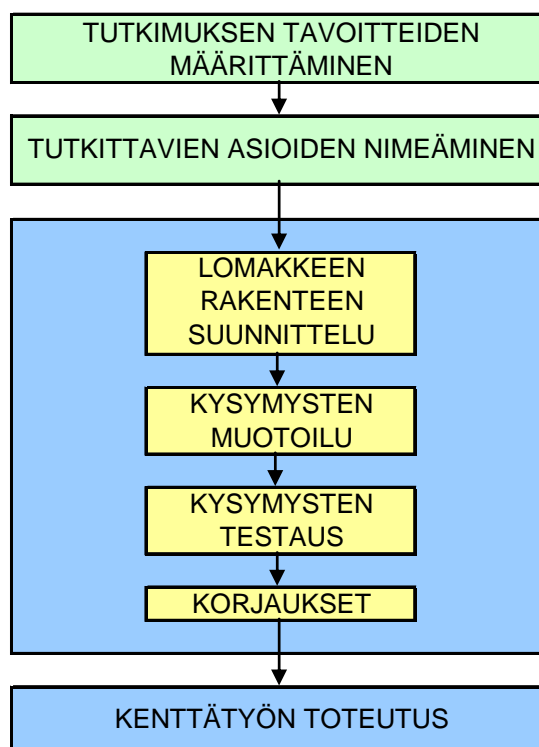 TUTKIMUKSEN TAVOITTEIDEN
MÄÄRITTÄMINEN
TUTKITTAVIEN ASIOIDEN NIMEÄMINEN
LOMAKKEEN
RAKENTEEN
SUUNNITTELU
KYSYMYSTEN
MUOTOILU
KYSYMYSTEN
TESTAUS
KORJAUKSET
KENTTÄTYÖN TOTEUTUS